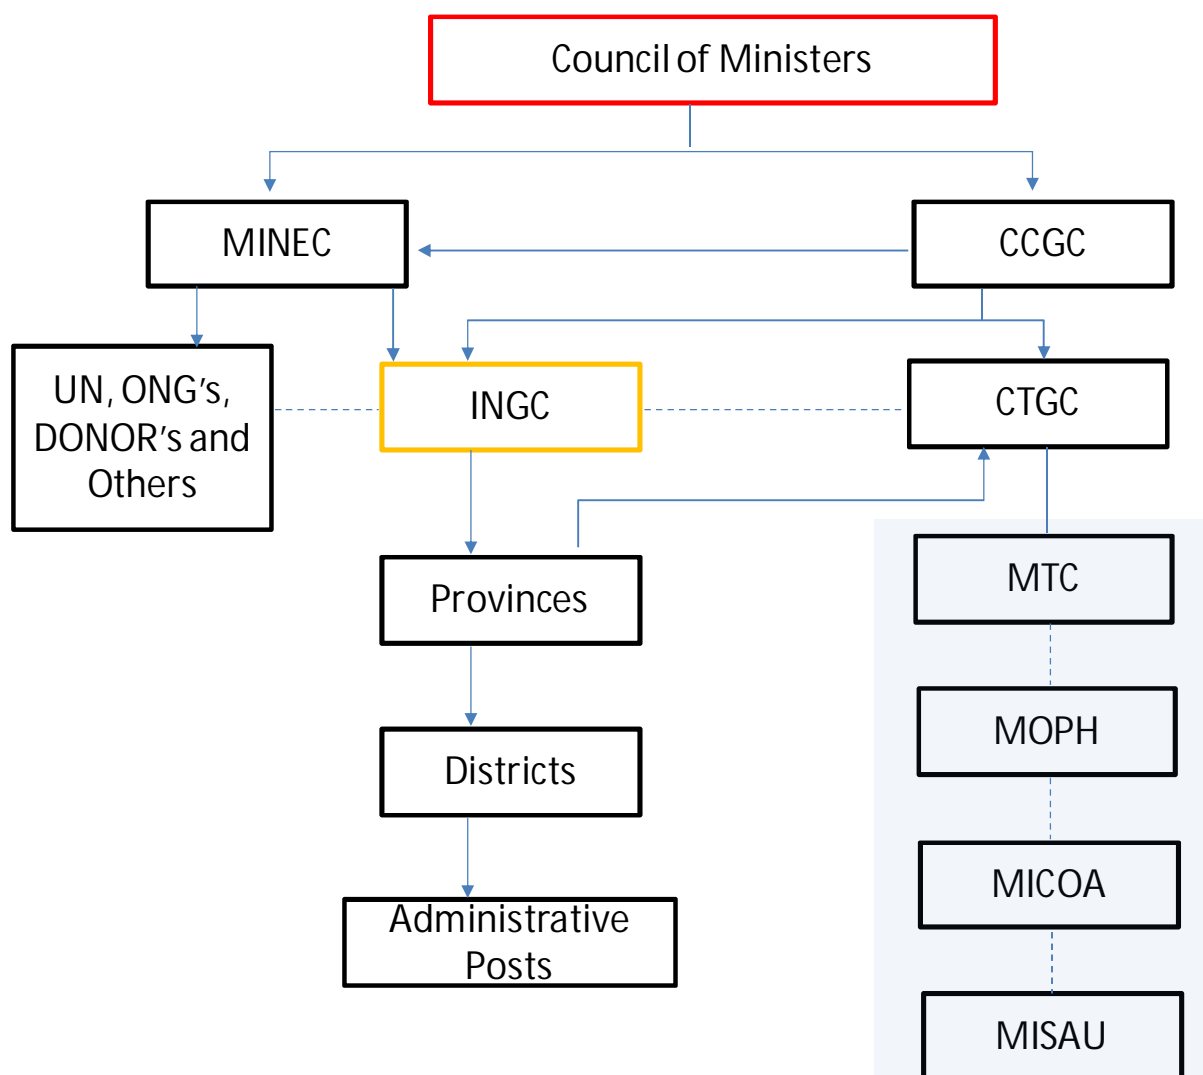 Council of Ministers
MINEC
CCGC
UN, ONG's,
DONOR's and
Others
INGC
CTGC
Provinces
MTC
Districts
MOPH
Administrative
Posts
MICOA
MISAU